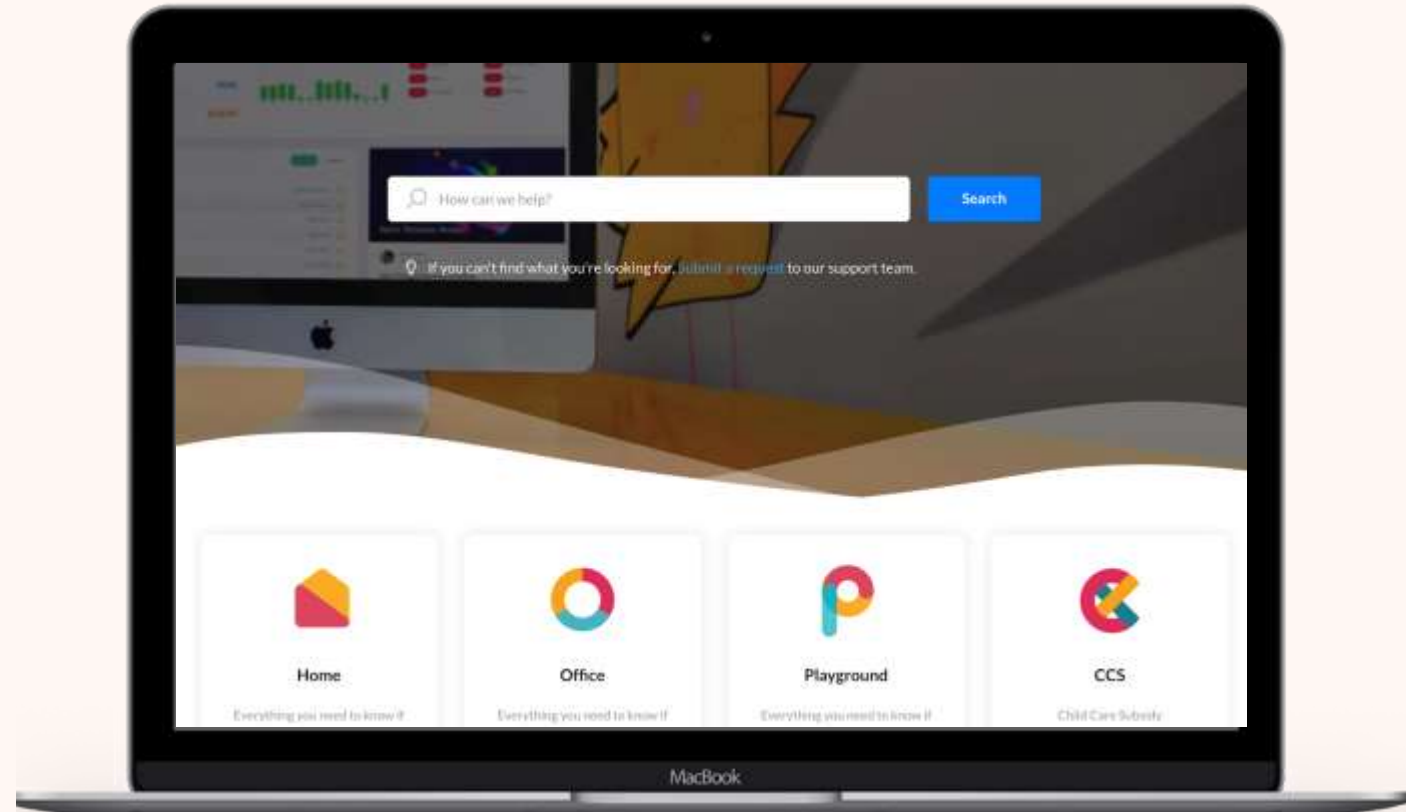 How can we help?
Search
If you can't find what you're looking for, Submit a request to our support team.
Home
Office
Playground
CCS
Everything you need to know if
Everything you need to know if
Everything you need to know if
Child Care Subsidy
MacBook